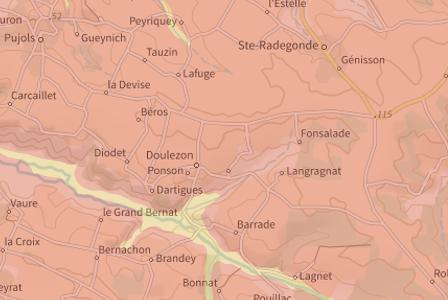 l'Estelle
Peyriquey
52
Pujols
Gueynich
Ste-Radegonde
Tauzin
Génisson
Lafuge
la Devise
Carcaillet
Béros
115
Fonsalade
Diodet
Doulezon
Ponson
Langragnat
Dartigues
Vaure
le Grand Bernat
Barrade
la Croix
Bernachon
Brandey
Lagnet
Bonnat
Pouillac